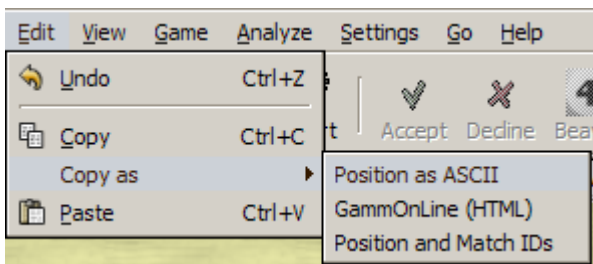 Edit View Game Analyze Settings Go Help
Undo Ctrl+Z
Accept Decline
Copy Ctrl+C
Copy as
Position as ASCII
Paste Ctrl+V
GammOnLine (HTML)
Position and Match IDs